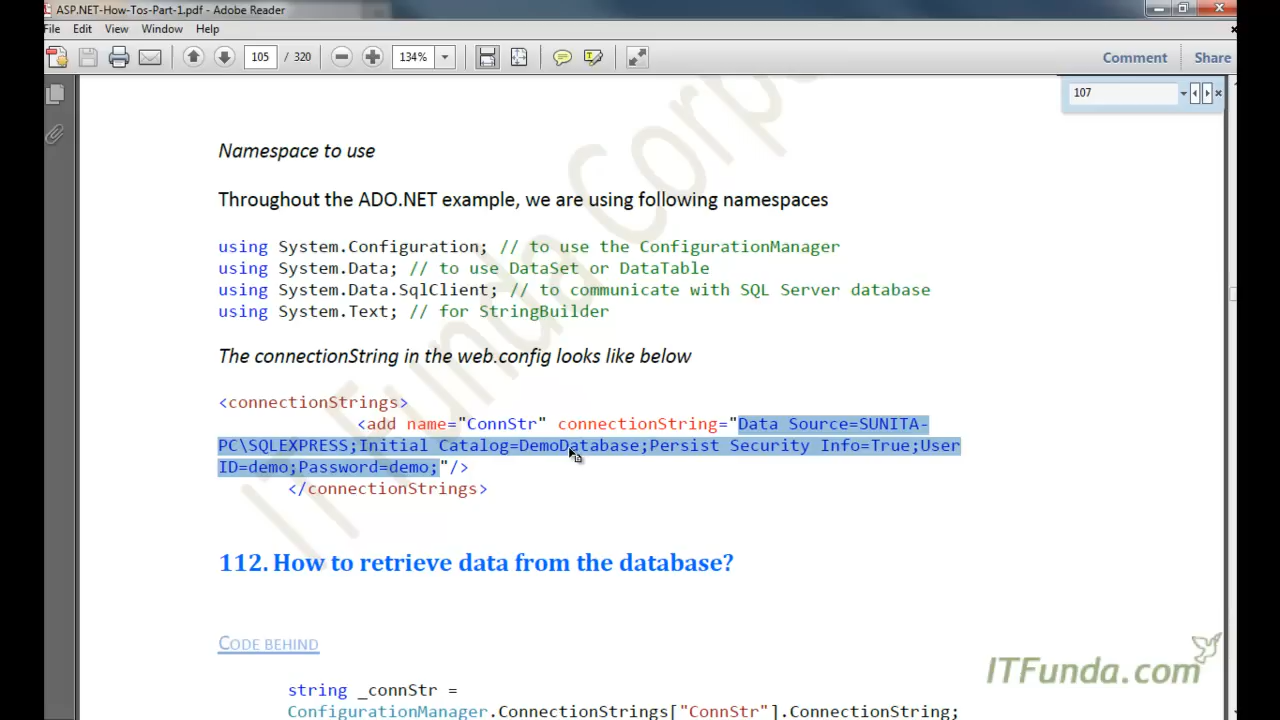 ASP.NET-How-Tos-Part-1.pdf - Adobe Reader
File Edit View Window Help
105 / 320 134% Comment Share
107
Namespace to use
Throughout the ADO.NET example, we are using following namespaces
using System.Configuration; // to use the ConfigurationManager
using System.Data; // to use DataSet or DataTable
using System.Data.SqlClient; // to communicate with SQL Server database
using System.Text; // for StringBuilder
The connectionString in the web.config looks like below
<connectionStrings>
<add name="ConnStr" connectionString="Data Source=SUNITA-
PC\SQLEXPRESS;Initial Catalog=DemoDatabase;Persist Security Info=True;User
ID=demo;Password=demo;"/>
</connectionStrings>
112. How to retrieve data from the database?
CODE BEHIND
string _connStr =
ConfigurationManager.ConnectionStrings["ConnStr"].ConnectionString;
IT Funda Corpo
ITFunda.com